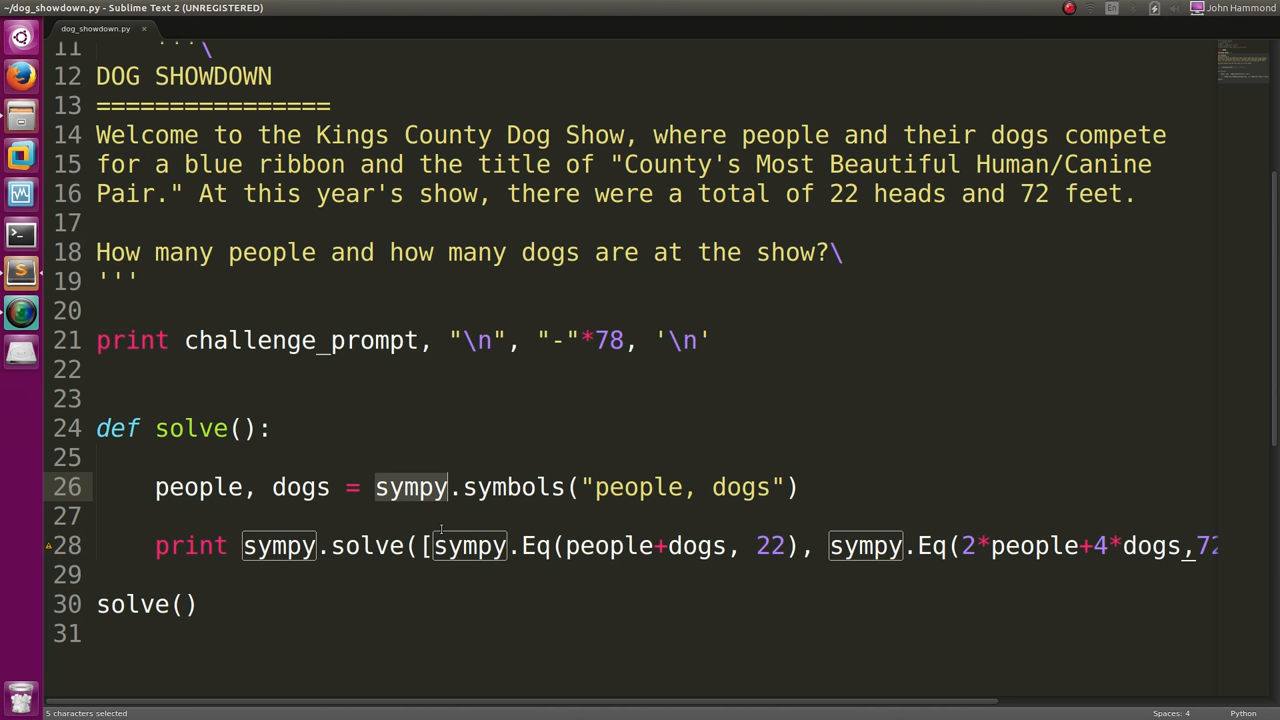 ~/dog_showdown.py - Sublime Text 2 (UNREGISTERED)
En
John Hammond
dog_showdown.py ×
11 '''\
12 DOG SHOWDOWN
13 ================
14 Welcome to the Kings County Dog Show, where people and their dogs compete
15 for a blue ribbon and the title of "County's Most Beautiful Human/Canine
16 Pair." At this year's show, there were a total of 22 heads and 72 feet.
17
18 How many people and how many dogs are at the show?\
19 '''
20
21 print challenge_prompt, "\n", "-"*78, '\n'
22
23
24 def solve():
25
26 people, dogs = sympy.symbols("people, dogs")
27
28 print sympy.solve([sympy.Eq(people+dogs, 22), sympy.Eq(2*people+4*dogs,72
29
30 solve()
31
5 characters selected
Spaces: 4
Python